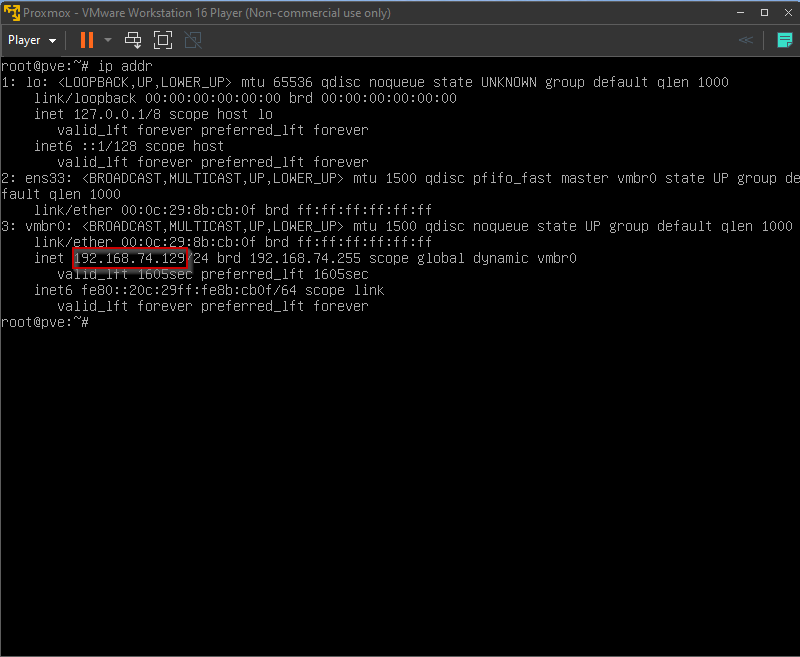 Proxmox - VMware Workstation 16 Player (Non-commercial use only)
Player
root@pve:~# ip addr
1: lo: <LOOPBACK,UP,LOWER_UP> mtu 65536 qdisc noqueue state UNKNOWN group default qlen 1000
    link/loopback 00:00:00:00:00:00 brd 00:00:00:00:00:00
    inet 127.0.0.1/8 scope host lo
       valid_lft forever preferred_lft forever
    inet6 ::1/128 scope host
       valid_lft forever preferred_lft forever
2: ens33: <BROADCAST,MULTICAST,UP,LOWER_UP> mtu 1500 qdisc pfifo_fast master vmbr0 state UP group de
fault qlen 1000
    link/ether 00:0c:29:8b:cb:0f brd ff:ff:ff:ff:ff:ff
3: vmbr0: <BROADCAST,MULTICAST,UP,LOWER_UP> mtu 1500 qdisc noqueue state UP group default qlen 1000
    link/ether 00:0c:29:8b:cb:0f brd ff:ff:ff:ff:ff:ff
    inet 192.168.74.129/24 brd 192.168.74.255 scope global dynamic vmbr0
       valid_lft 1605sec preferred_lft 1605sec
    inet6 fe80::20c:29ff:fe8b:cb0f/64 scope link
       valid_lft forever preferred_lft forever
root@pve:~#